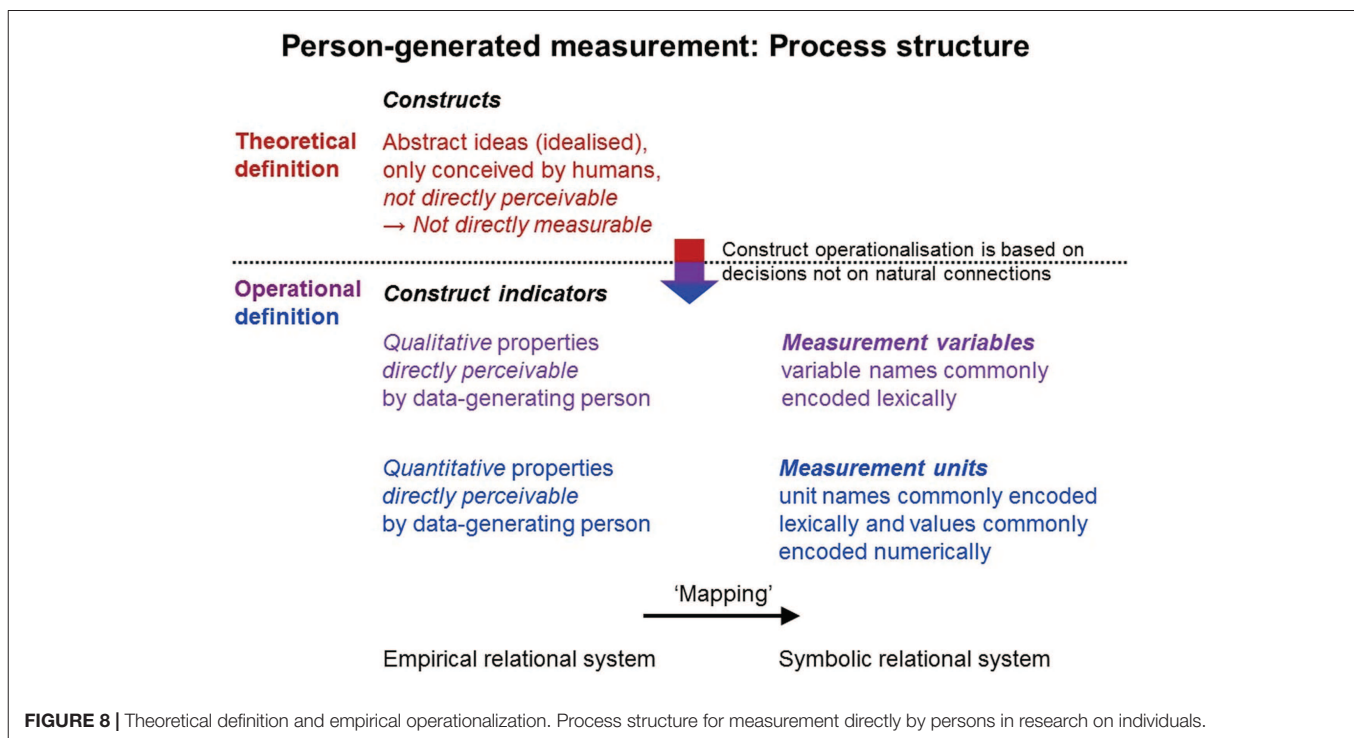 Person-generated measurement: Process structure
Constructs
Theoretical
definition
Abstract ideas (idealised),
only conceived by humans,
not directly perceivable
→ Not directly measurable
Construct operationalisation is based on
decisions not on natural connections
Operational
definition
Construct indicators
Qualitative properties
directly perceivable
by data-generating person
Measurement variables
variable names commonly
encoded lexically
Quantitative properties
directly perceivable
by data-generating person
Measurement units
unit names commonly encoded
lexically and values commonly
encoded numerically
‘Mapping’
Empirical relational system
Symbolic relational system
FIGURE 8 | Theoretical definition and empirical operationalization. Process structure for measurement directly by persons in research on individuals.